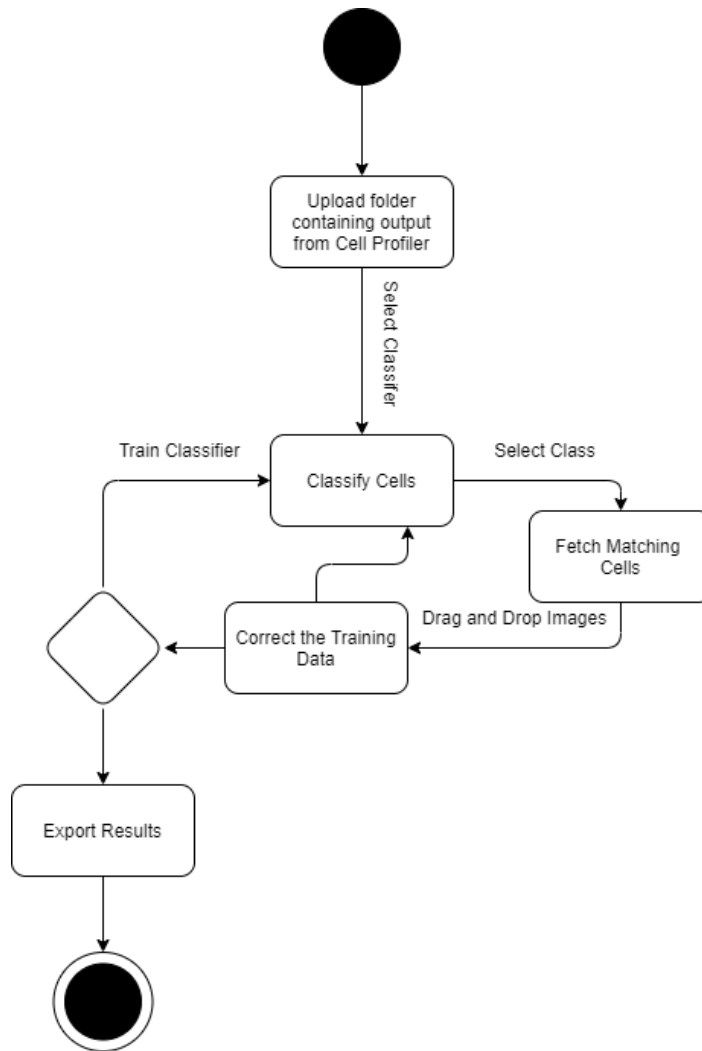 Upload folder
containing output
from Cell Profiler
Select Classifer
Train Classifier
Select Class
Classify Cells
Fetch Matching
Cells
Drag and Drop Images
Correct the Training
Data
Export Results